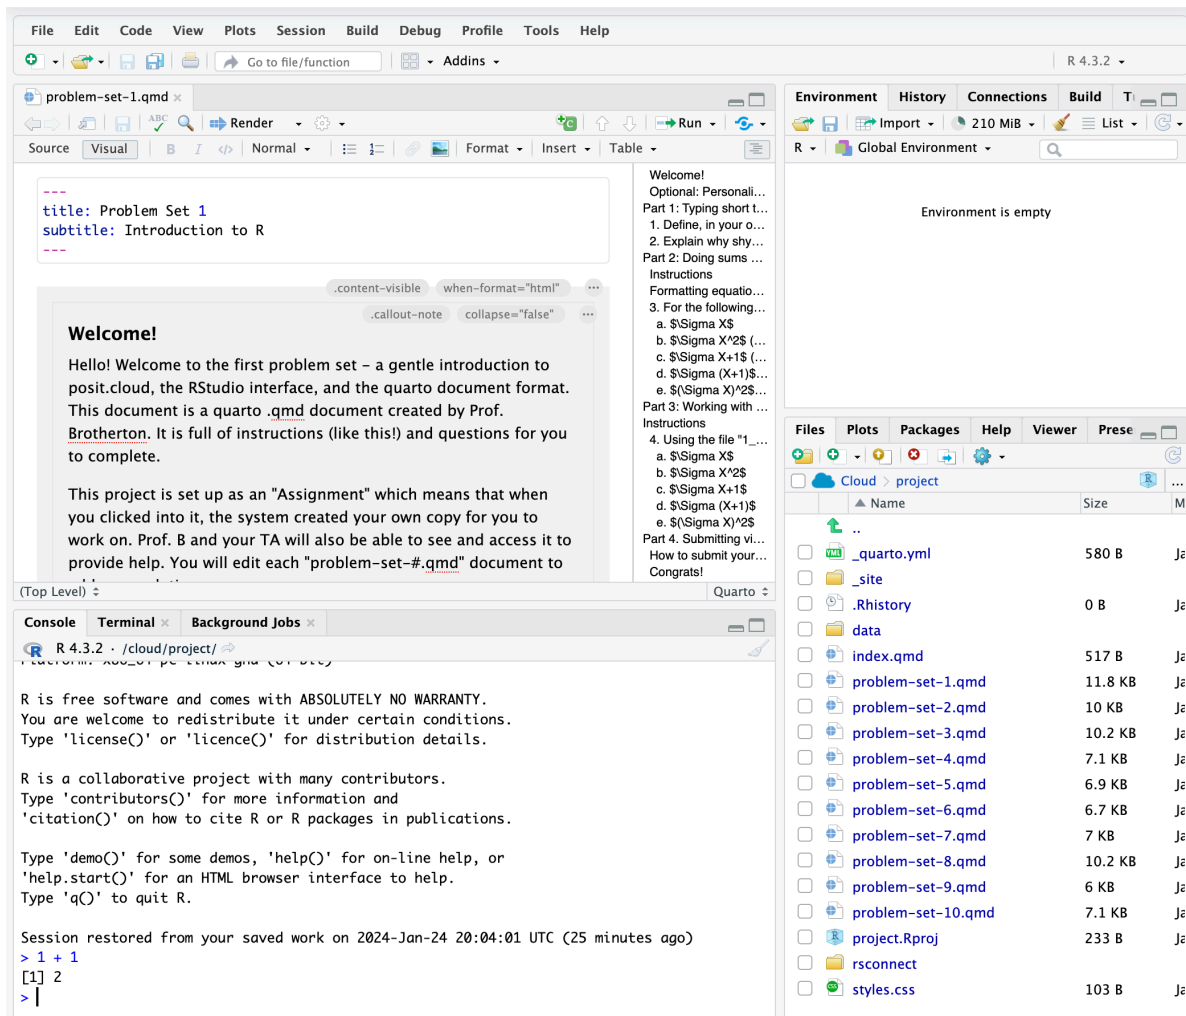 File Edit Code View Plots Session Build Debug Profile Tools Help
Go to file/function Addins R 4.3.2
problem-set-1.qmd
ABC Render Run
Source Visual B I </> Normal Format Insert Table
---
title: Problem Set 1
subtitle: Introduction to R
---
.content-visible when-format="html"
.callout-note collapse="false"
Welcome!
Hello! Welcome to the first problem set – a gentle introduction to
posit.cloud, the RStudio interface, and the quarto document format.
This document is a quarto .qmd document created by Prof.
Brotherton. It is full of instructions (like this!) and questions for you
to complete.
This project is set up as an "Assignment" which means that when
you clicked into it, the system created your own copy for you to
work on. Prof. B and your TA will also be able to see and access it to
provide help. You will edit each "problem-set-#.qmd" document to
Welcome!
Optional: Personali...
Part 1: Typing short t...
1. Define, in your o...
2. Explain why shy...
Part 2: Doing sums ...
Instructions
Formatting equatio...
3. For the following...
a. $\Sigma X$
b. $\Sigma X^2$ (...
c. $\Sigma X+1$ (...
d. $\Sigma (X+1)$...
e. $(\Sigma X)^2$...
Part 3: Working with ...
Instructions
4. Using the file "1_...
a. $\Sigma X$
b. $\Sigma X^2$
c. $\Sigma X+1$
d. $\Sigma (X+1)$
e. $(\Sigma X)^2$
Part 4. Submitting vi...
How to submit your...
Congrats!
(Top Level) Quarto
Console Terminal Background Jobs
R 4.3.2 · /cloud/project/
R is free software and comes with ABSOLUTELY NO WARRANTY.
You are welcome to redistribute it under certain conditions.
Type 'license()' or 'licence()' for distribution details.
R is a collaborative project with many contributors.
Type 'contributors()' for more information and
'citation()' on how to cite R or R packages in publications.
Type 'demo()' for some demos, 'help()' for on-line help, or
'help.start()' for an HTML browser interface to help.
Type 'q()' to quit R.
Session restored from your saved work on 2024-Jan-24 20:04:01 UTC (25 minutes ago)
> 1 + 1
[1] 2
>
Environment History Connections Build
Import 210 MiB List
R Global Environment
Environment is empty
Files Plots Packages Help Viewer Prese
Cloud project ...
Name Size M
..
_quarto.yml 580 B Ja
_site
.Rhistory 0 B Ja
data
index.qmd 517 B Ja
problem-set-1.qmd 11.8 KB Ja
problem-set-2.qmd 10 KB Ja
problem-set-3.qmd 10.2 KB Ja
problem-set-4.qmd 7.1 KB Ja
problem-set-5.qmd 6.9 KB Ja
problem-set-6.qmd 6.7 KB Ja
problem-set-7.qmd 7 KB Ja
problem-set-8.qmd 10.2 KB Ja
problem-set-9.qmd 6 KB Ja
problem-set-10.qmd 7.1 KB Ja
project.Rproj 233 B Ja
rsconnect
styles.css 103 B Ja